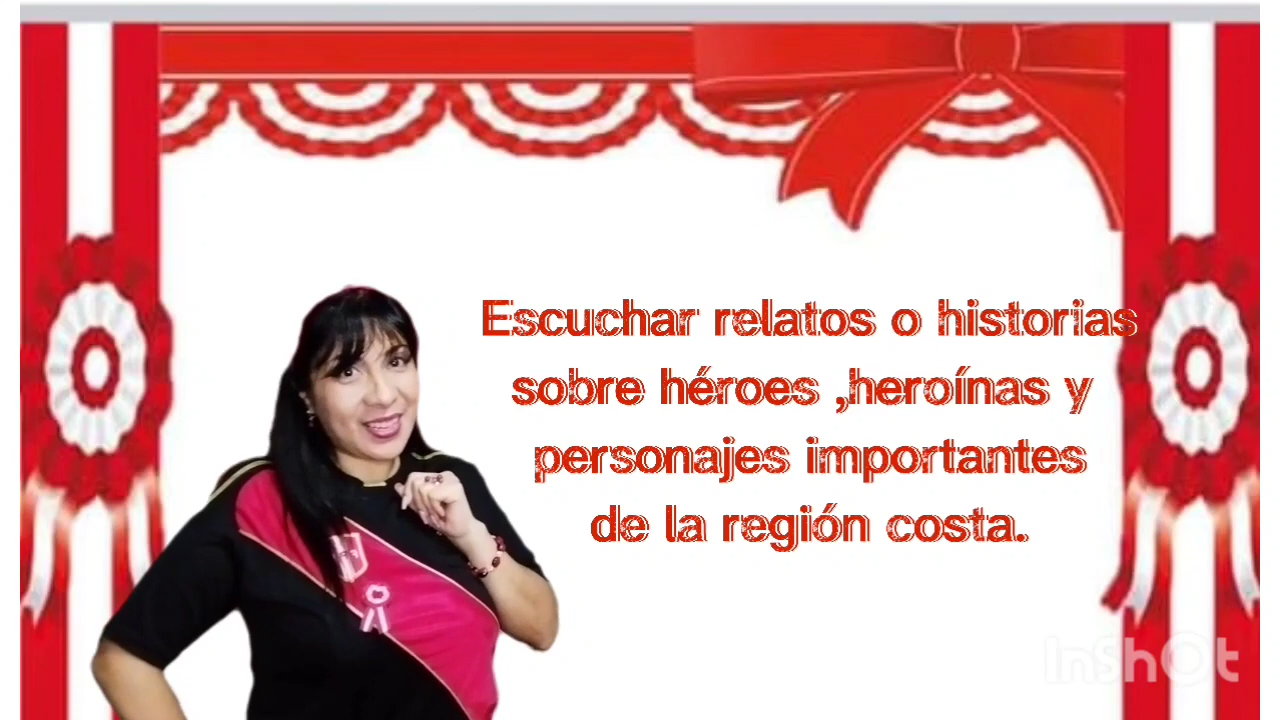 Escuchar relatos o historias
sobre héroes ,heroínas y
personajes importantes
de la región costa.
InShOt